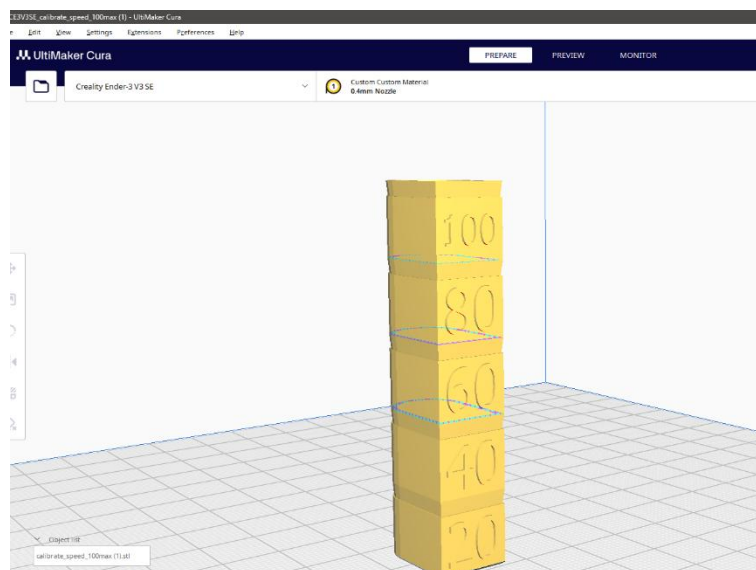 CE3V3SE_calibrate_speed_100max (1) - UltiMaker Cura
Edit View Settings Extensions Preferences Help
UltiMaker Cura
PREPARE PREVIEW MONITOR
Creality Ender-3 V3 SE
1
Custom Custom Material
0.4mm Nozzle
100
80
60
40
20
Object list
calibrate_speed_100max (1).stl